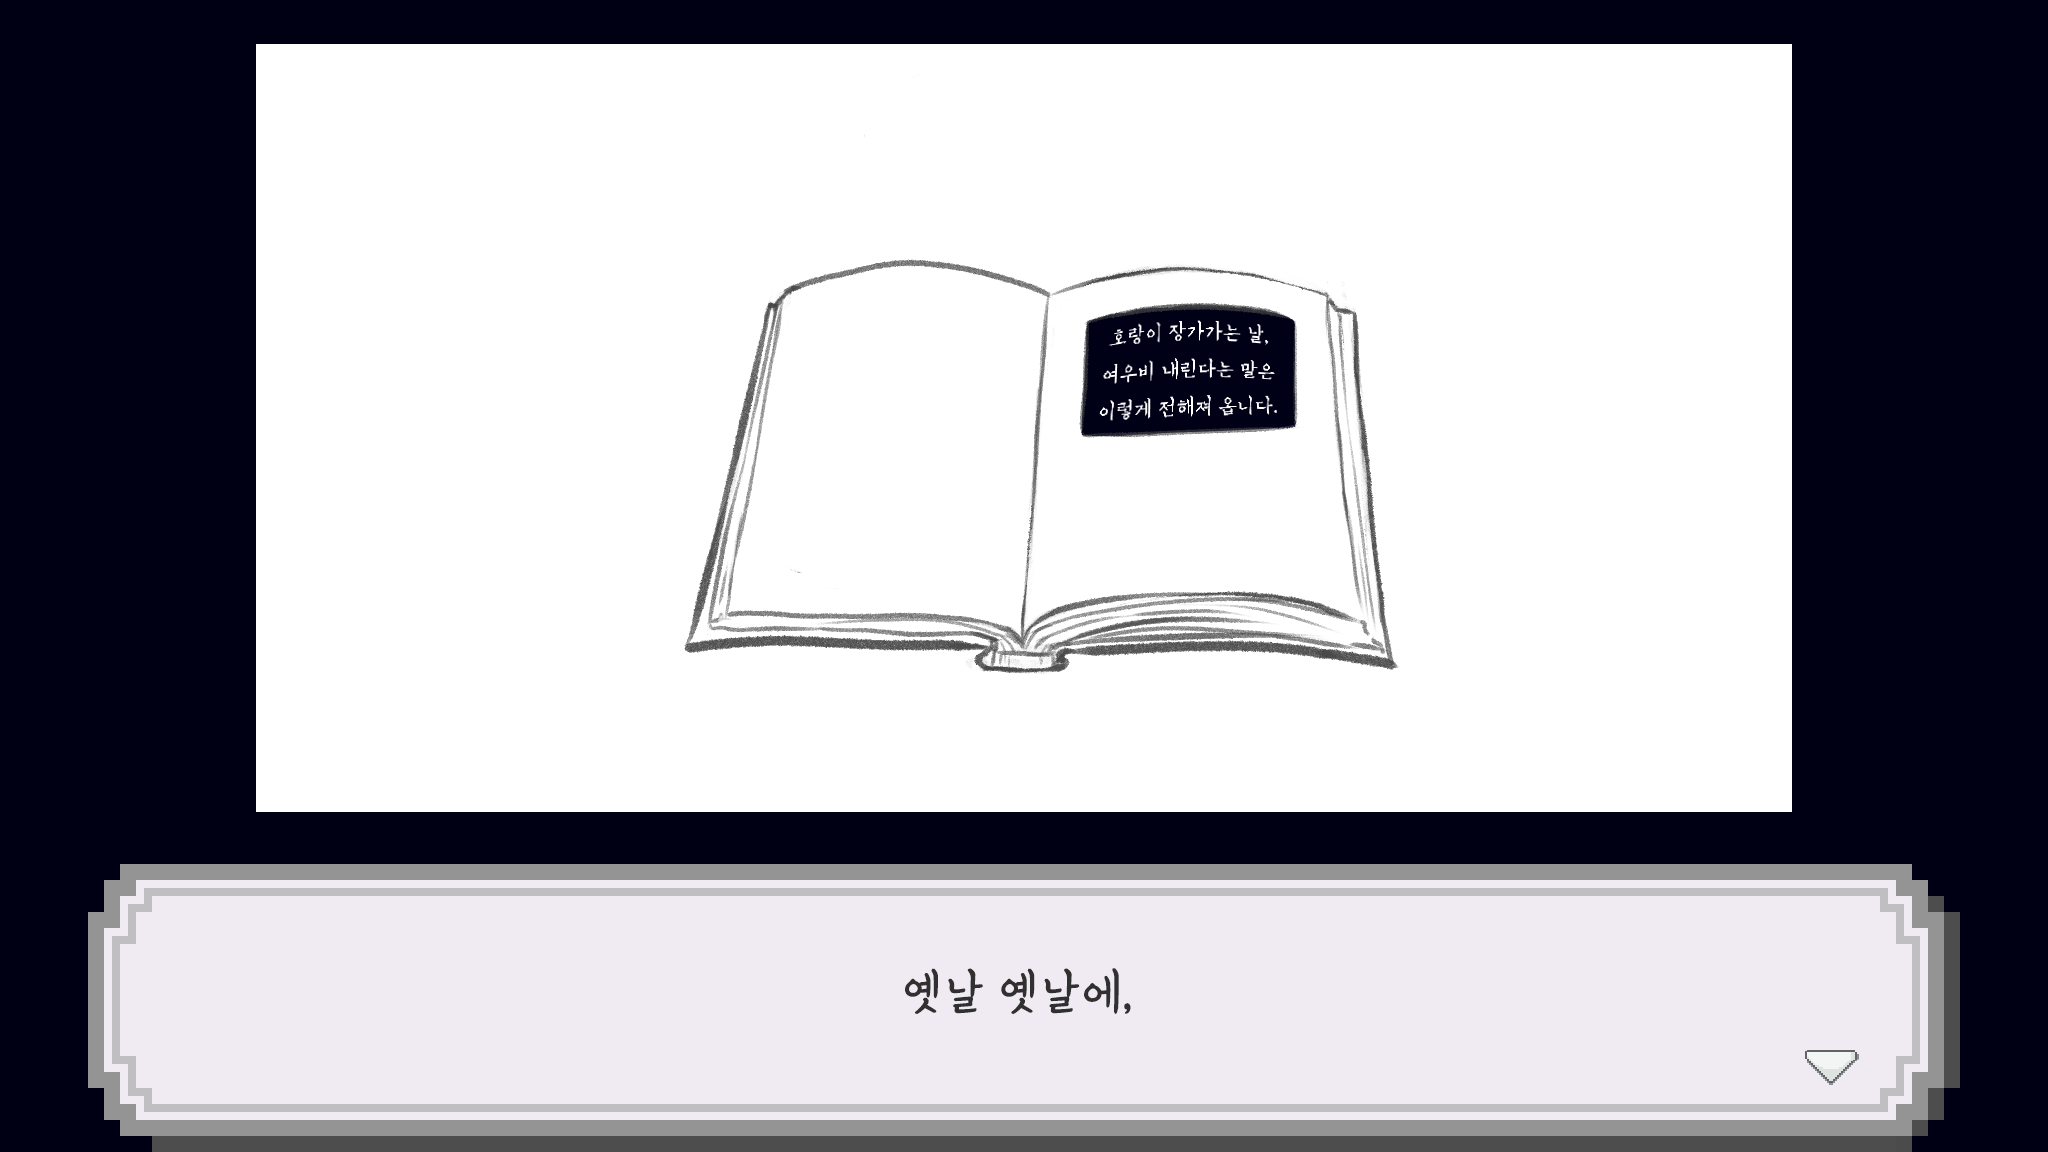 호랑이 장가가는 날,
여우비 내린다는 말은
이렇게 전해져 옵니다.
옛날 옛날에,